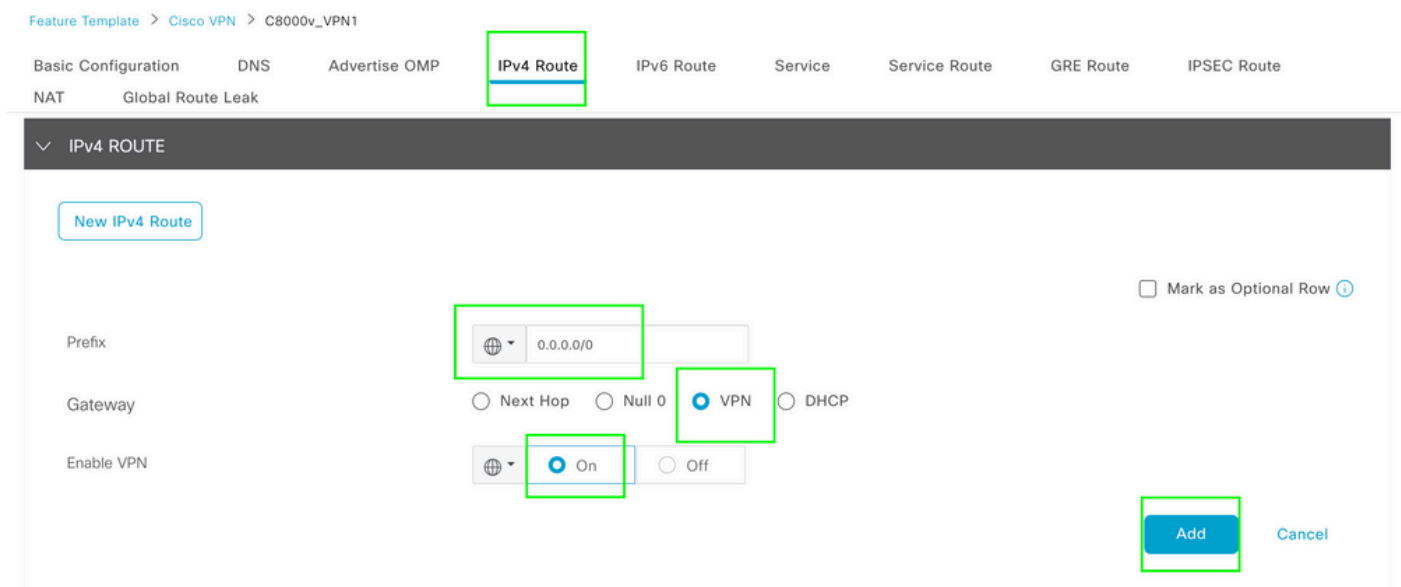 Feature Template > Cisco VPN > C8000v_VPN1
Basic Configuration DNS Advertise OMP IPv4 Route IPv6 Route Service Service Route GRE Route IPSEC Route
NAT Global Route Leak
IPv4 ROUTE
New IPv4 Route
Mark as Optional Row
Prefix 0.0.0.0/0
Gateway Next Hop Null 0 VPN DHCP
Enable VPN On Off
Add Cancel